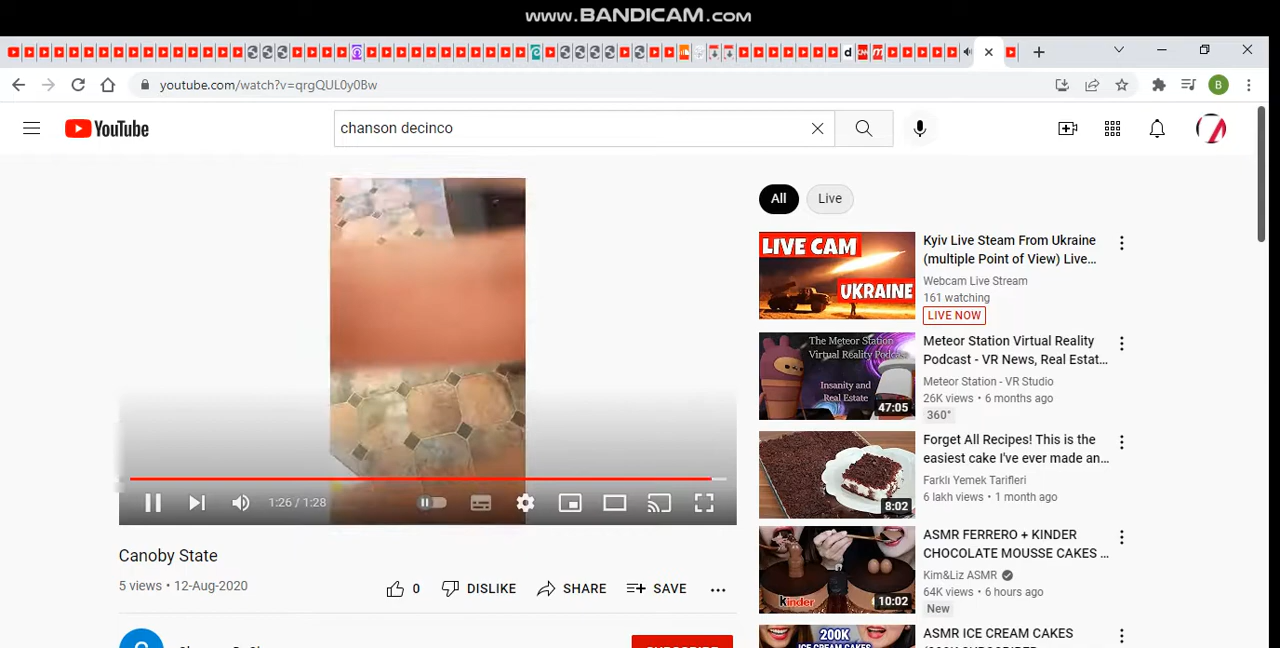 www.BANDICAM.com
youtube.com/watch?v=qrgQUL0y0Bw
B
YouTube
chanson decinco
All
Live
LIVE CAM
UKRAINE
Kyiv Live Steam From Ukraine
(multiple Point of View) Live...
Webcam Live Stream
161 watching
LIVE NOW
The Meteor Station
Virtual Reality Podcast
Insanity and
Real Estate
47:05
Meteor Station Virtual Reality
Podcast - VR News, Real Estat...
Meteor Station - VR Studio
26K views • 6 months ago
360°
8:02
Forget All Recipes! This is the
easiest cake I've ever made an...
Farklı Yemek Tarifleri
6 lakh views • 1 month ago
kinder
10:02
ASMR FERRERO + KINDER
CHOCOLATE MOUSSE CAKES ...
Kim&Liz ASMR
64K views • 6 hours ago
New
200K
ASMR ICE CREAM CAKES
1:26 / 1:28
Canoby State
5 views • 12-Aug-2020
0
DISLIKE
SHARE
SAVE